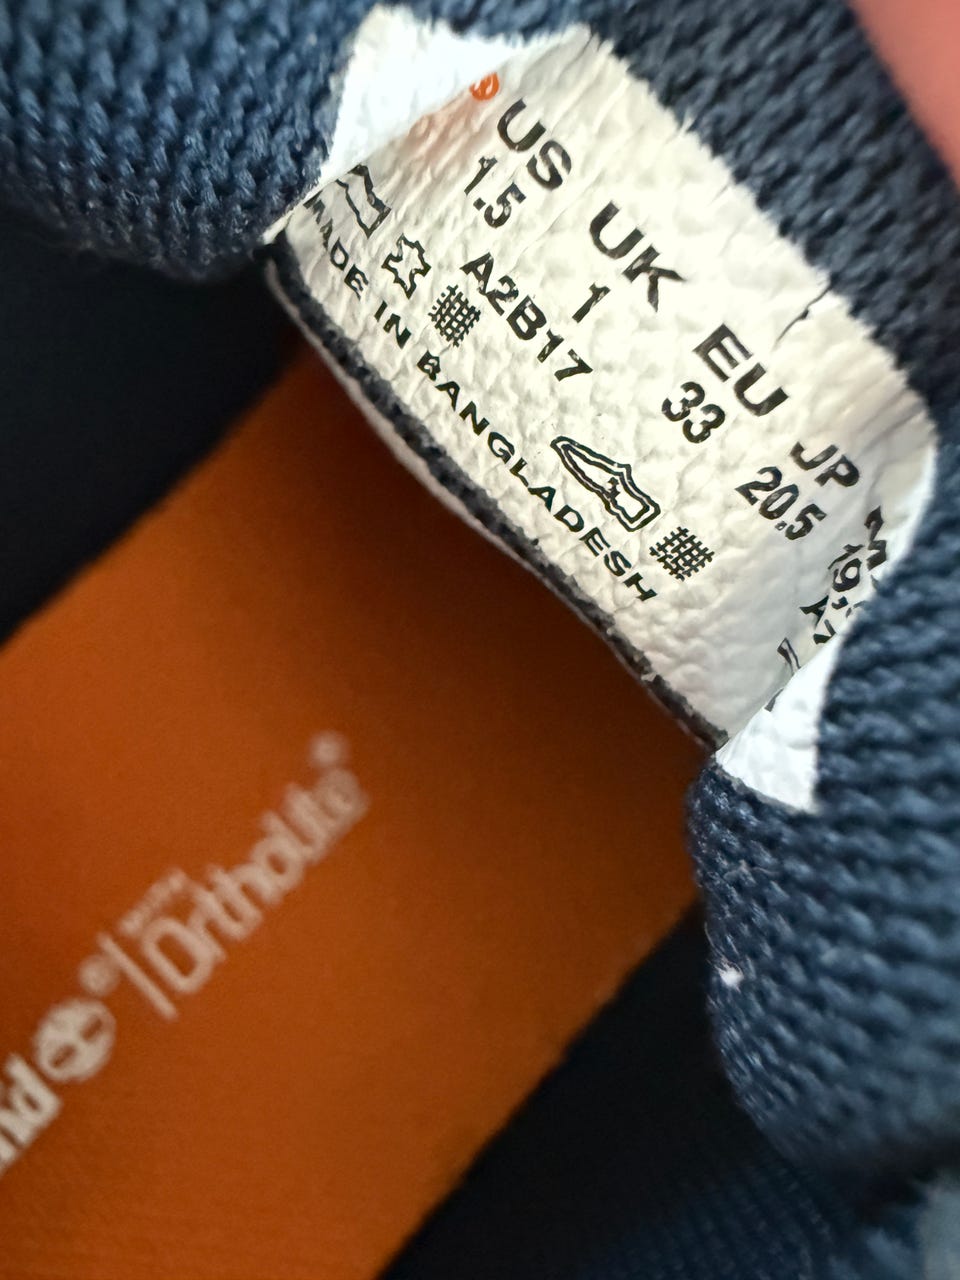 US UK EU JP
1.5 1 33 20.5
A2B17
MADE IN BANGLADESH
OrthoLite®